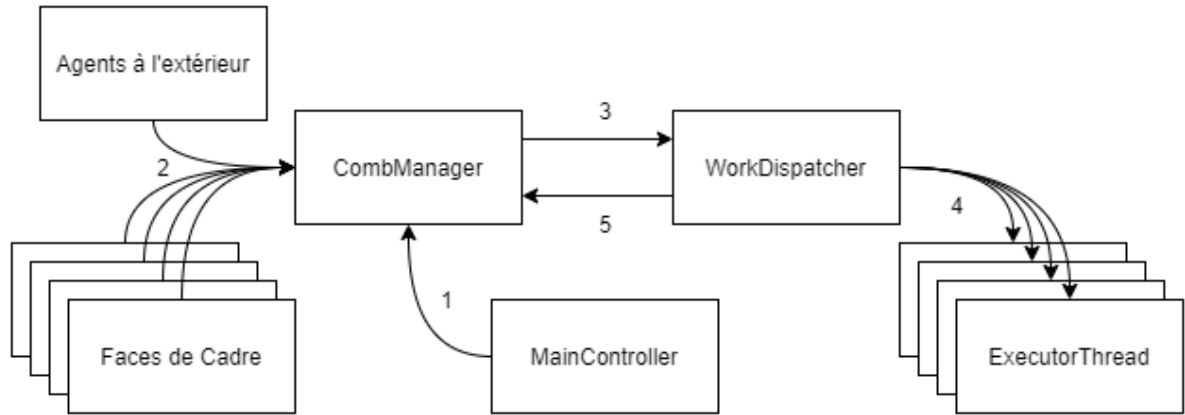 Agents à l'extérieur
2
CombManager
3
WorkDispatcher
5
4
1
Faces de Cadre
MainController
ExecutorThread